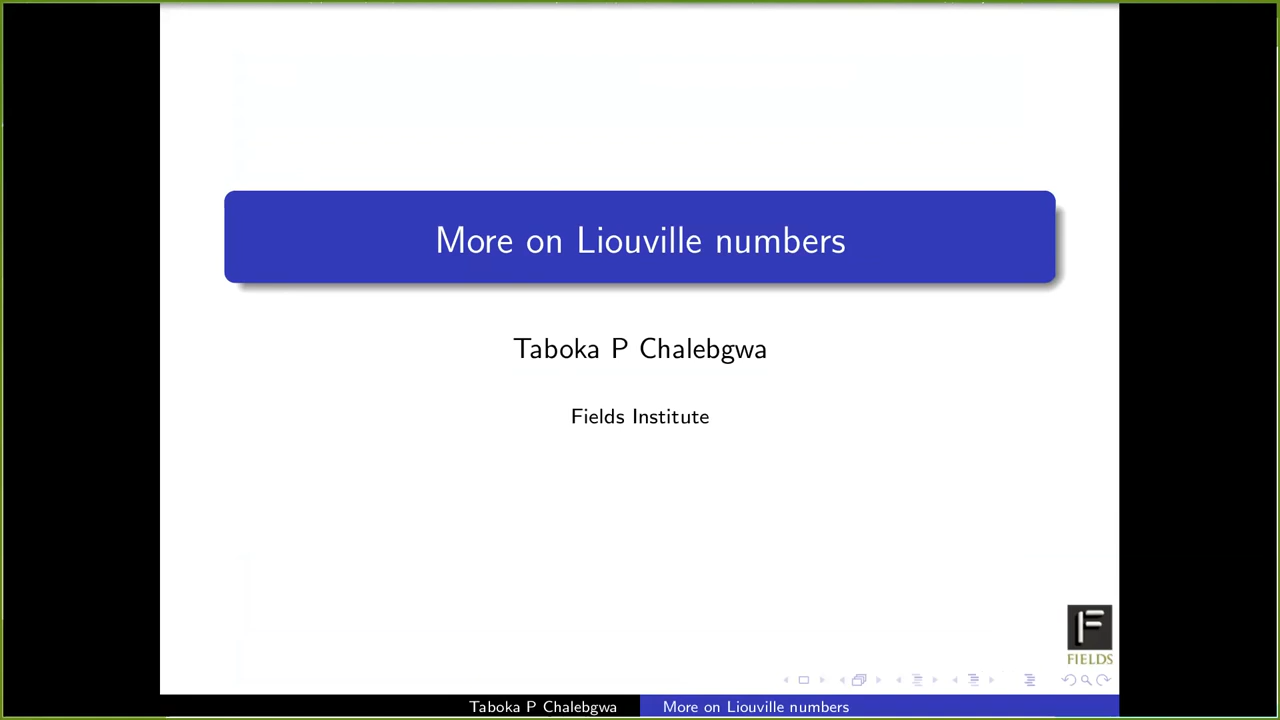 More on Liouville numbers
Taboka P Chalebgwa
Fields Institute
FIELDS
Taboka P Chalebgwa
More on Liouville numbers